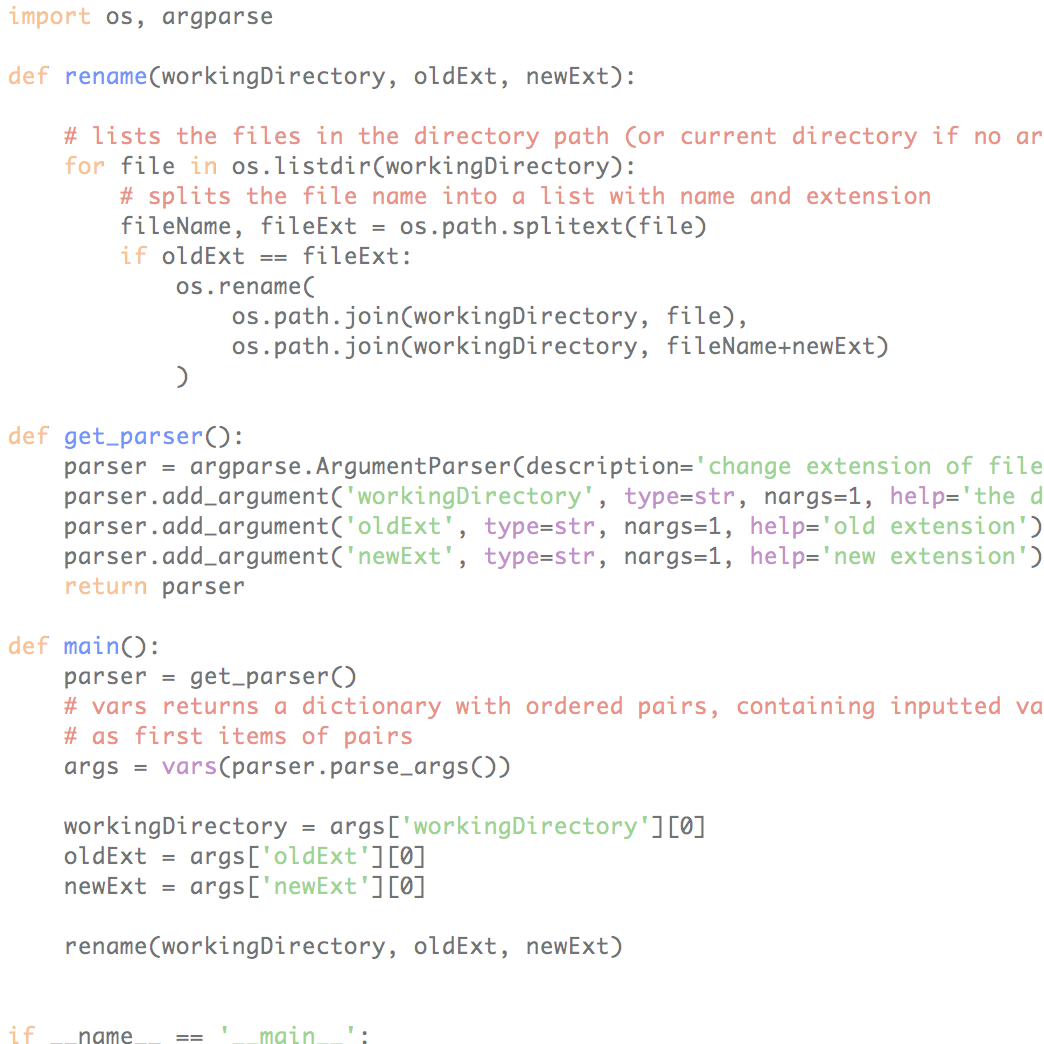 import os, argparse
def rename(workingDirectory, oldExt, newExt):
# lists the files in the directory path (or current directory if no ar
for file in os.listdir(workingDirectory):
# splits the file name into a list with name and extension
fileName, fileExt = os.path.splitext(file)
if oldExt == fileExt:
os.rename(
os.path.join(workingDirectory, file),
os.path.join(workingDirectory, fileName+newExt)
)
def get_parser():
parser = argparse.ArgumentParser(description='change extension of file
parser.add_argument('workingDirectory', type=str, nargs=1, help='the d
parser.add_argument('oldExt', type=str, nargs=1, help='old extension')
parser.add_argument('newExt', type=str, nargs=1, help='new extension')
return parser
def main():
parser = get_parser()
# vars returns a dictionary with ordered pairs, containing inputted va
# as first items of pairs
args = vars(parser.parse_args())
workingDirectory = args['workingDirectory'][0]
oldExt = args['oldExt'][0]
newExt = args['newExt'][0]
rename(workingDirectory, oldExt, newExt)
if __name__ == '__main__':